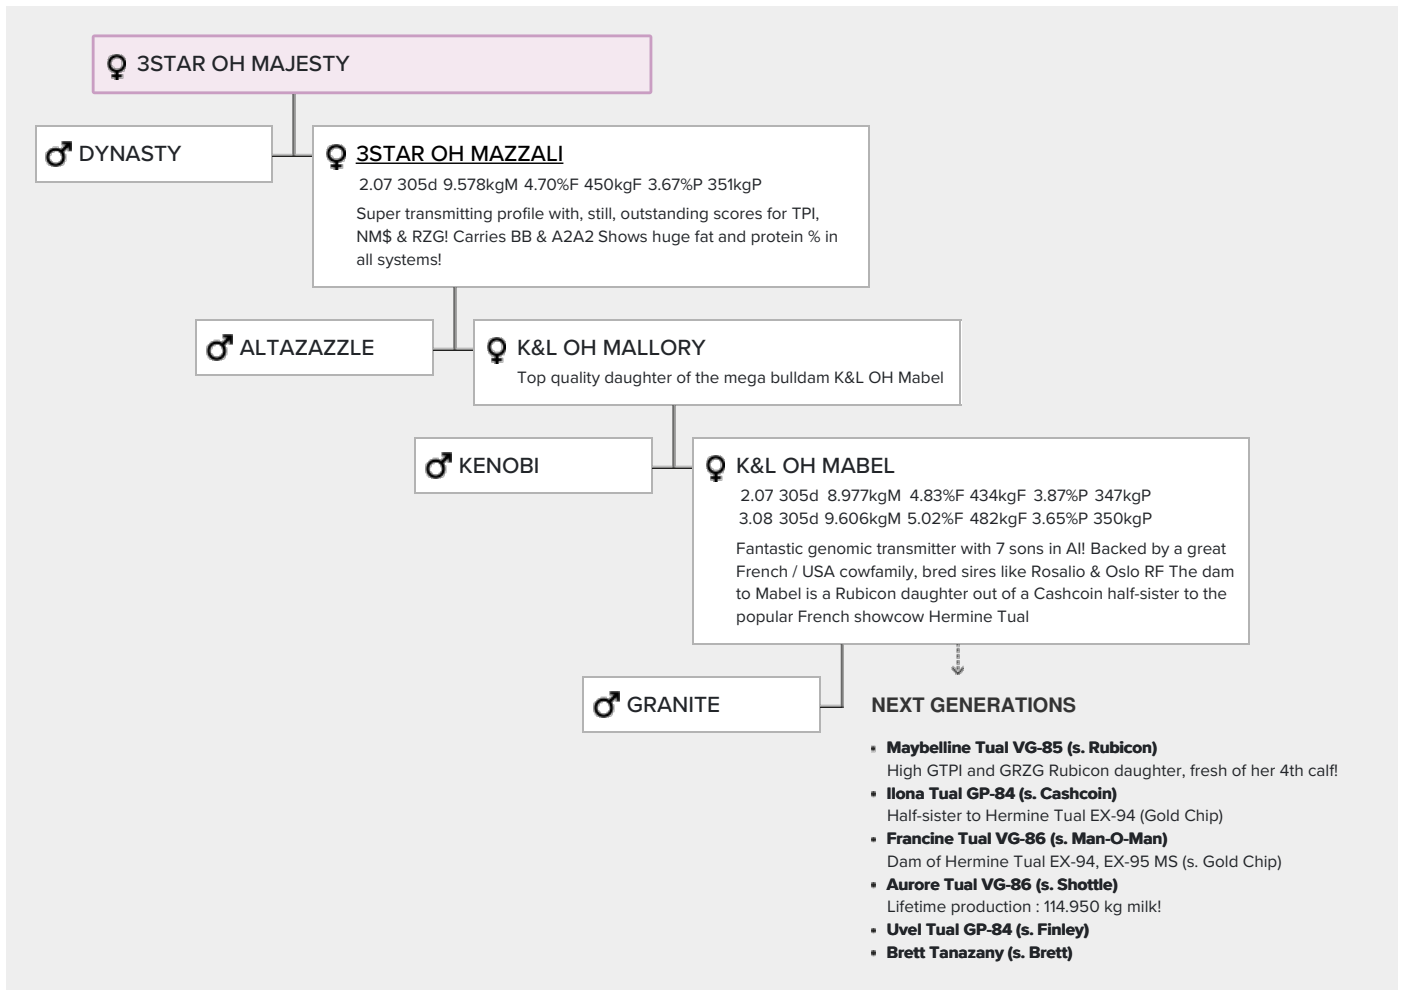 3STAR OH MAJESTY
DYNASTY
3STAR OH MAZZALI
2.07 305d 9.578kgM 4.70%F 450kgF 3.67%P 351kgP
Super transmitting profile with, still, outstanding scores for TPI,
NM$ & RZG! Carries BB & A2A2 Shows huge fat and protein % in
all systems!
ALTAZAZZLE
K&L OH MALLORY
Top quality daughter of the mega bulldam K&L OH Mabel
KENOBI
K&L OH MABEL
2.07 305d 8.977kgM 4.83%F 434kgF 3.87%P 347kgP
3.08 305d 9.606kgM 5.02%F 482kgF 3.65%P 350kgP
Fantastic genomic transmitter with 7 sons in AI! Backed by a great
French / USA cowfamily, bred sires like Rosalio & Oslo RF The dam
to Mabel is a Rubicon daughter out of a Cashcoin half-sister to the
popular French showcow Hermine Tual
GRANITE
NEXT GENERATIONS
Maybelline Tual VG-85 (s. Rubicon)
High GTPI and GRZG Rubicon daughter, fresh of her 4th calf!
Ilona Tual GP-84 (s. Cashcoin)
Half-sister to Hermine Tual EX-94 (Gold Chip)
Francine Tual VG-86 (s. Man-O-Man)
Dam of Hermine Tual EX-94, EX-95 MS (s. Gold Chip)
Aurore Tual VG-86 (s. Shottle)
Lifetime production : 114.950 kg milk!
Uvel Tual GP-84 (s. Finley)
Brett Tanazany (s. Brett)